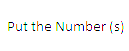 Put the Number (s)